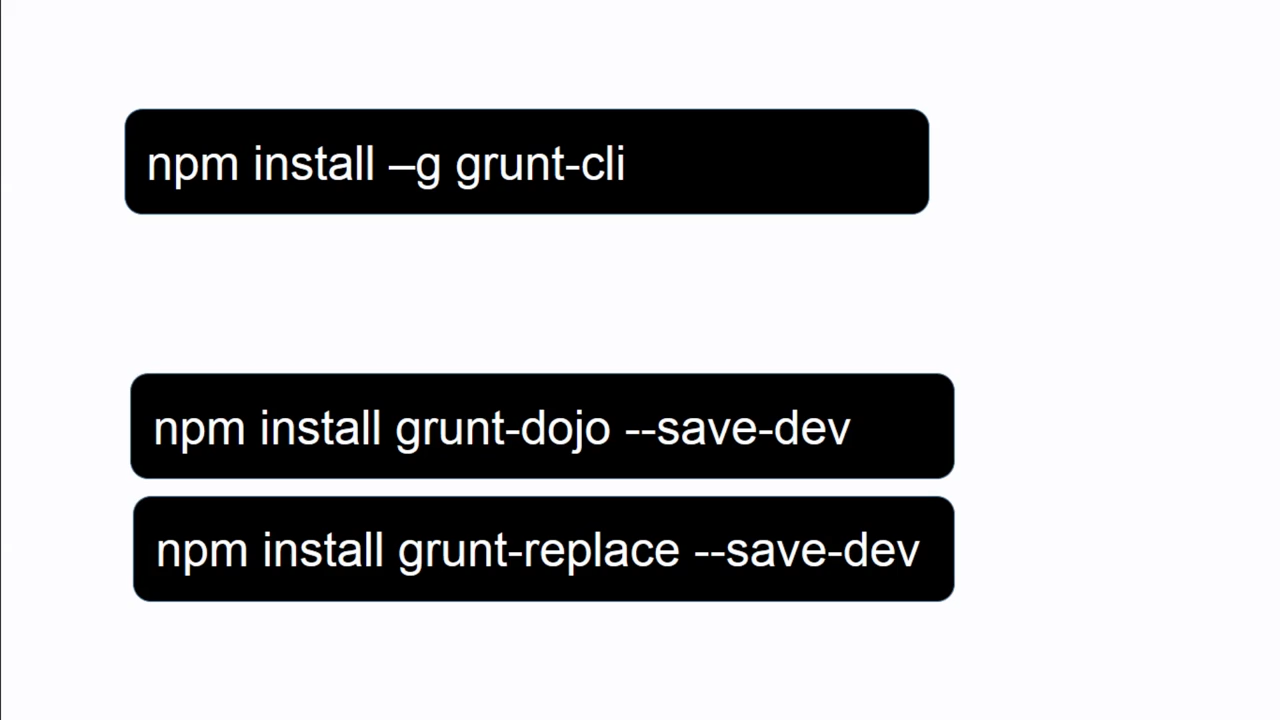 npm install –g grunt-cli
npm install grunt-dojo --save-dev
npm install grunt-replace --save-dev